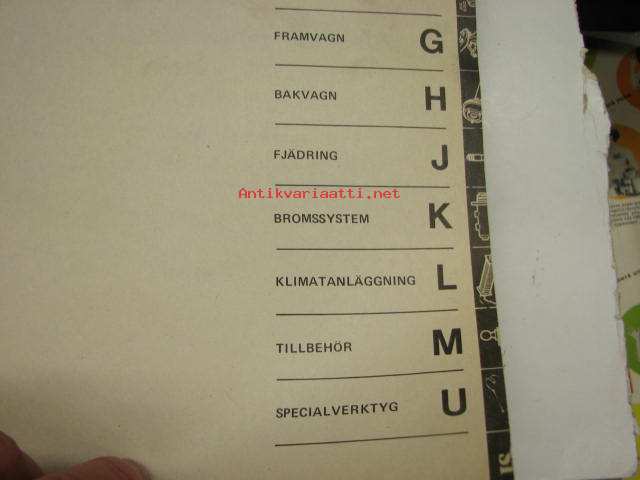 FRAMVAGN G
BAKVAGN H
FJÄDRING J
Antikvariaatti.net
BROMSSYSTEM K
KLIMATANLÄGGNING L
TILLBEHÖR M
SPECIALVERKTYG U